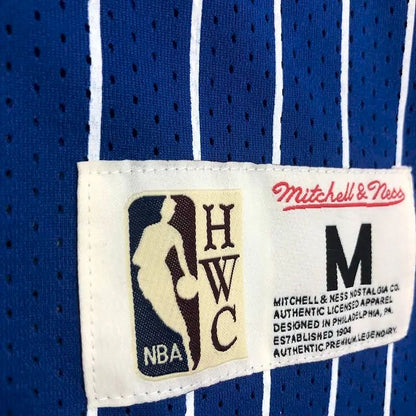 NBA
HWC
Mitchell & Ness
M
MITCHELL & NESS NOSTALGIA CO.
AUTHENTIC LICENSED APPAREL
DESIGNED IN PHILADELPHIA, PA.
ESTABLISHED 1904
AUTHENTIC.PREMIUM.LEGENDARY.